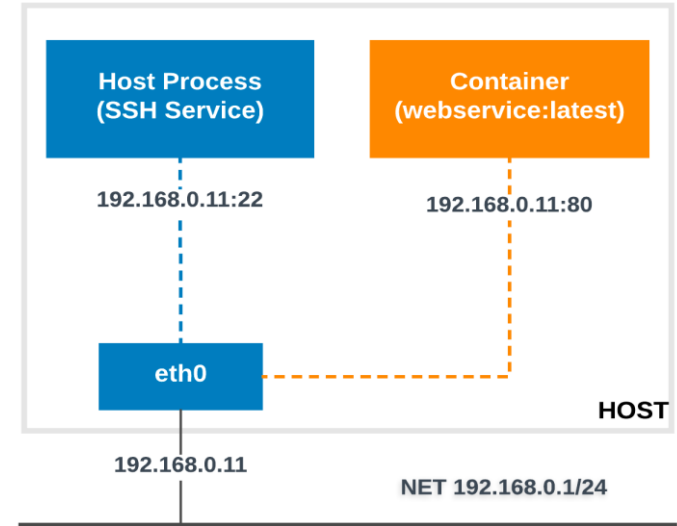 Host Process
(SSH Service)
Container
(webservice:latest)
192.168.0.11:22
192.168.0.11:80
eth0
HOST
192.168.0.11
NET 192.168.0.1/24